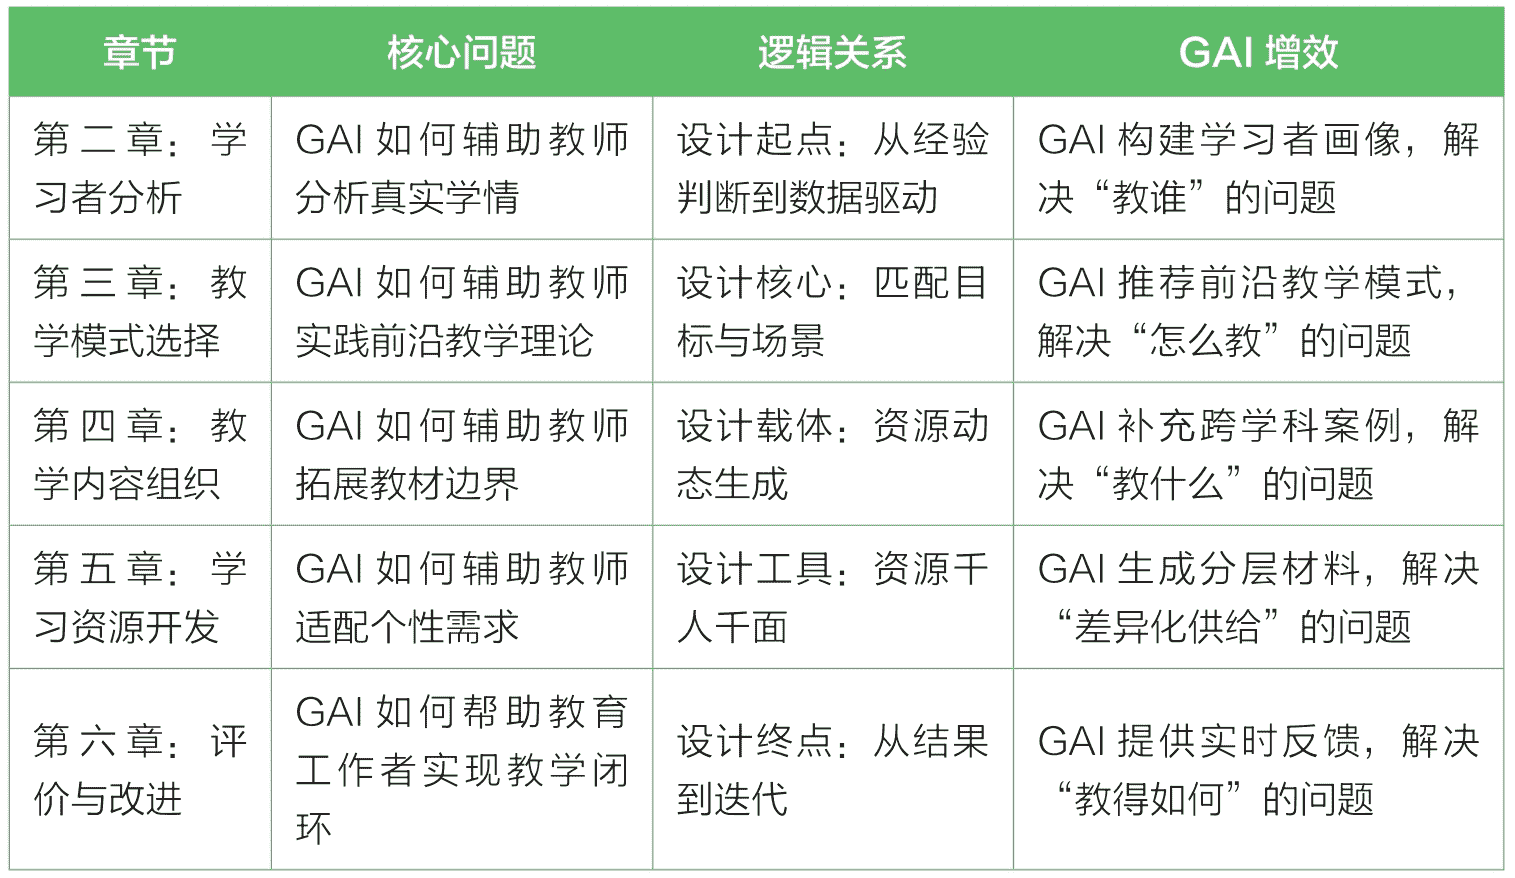 章节
核心问题
逻辑关系
GAI 增效
第二章：学
习者分析
GAI 如何辅助教师
分析真实学情
设计起点：从经验
判断到数据驱动
GAI 构建学习者画像，解
决“教谁”的问题
第三章：教
学模式选择
GAI 如何辅助教师
实践前沿教学理论
设计核心：匹配目
标与场景
GAI 推荐前沿教学模式，
解决“怎么教”的问题
第四章：教
学内容组织
GAI 如何辅助教师
拓展教材边界
设计载体：资源动
态生成
GAI 补充跨学科案例，解
决“教什么”的问题
第五章：学
习资源开发
GAI 如何辅助教师
适配个性需求
设计工具：资源千
人千面
GAI 生成分层材料，解决
“差异化供给”的问题
第六章：评
价与改进
GAI 如何帮助教育
工作者实现教学闭
环
设计终点：从结果
到迭代
GAI 提供实时反馈，解决
“教得如何”的问题